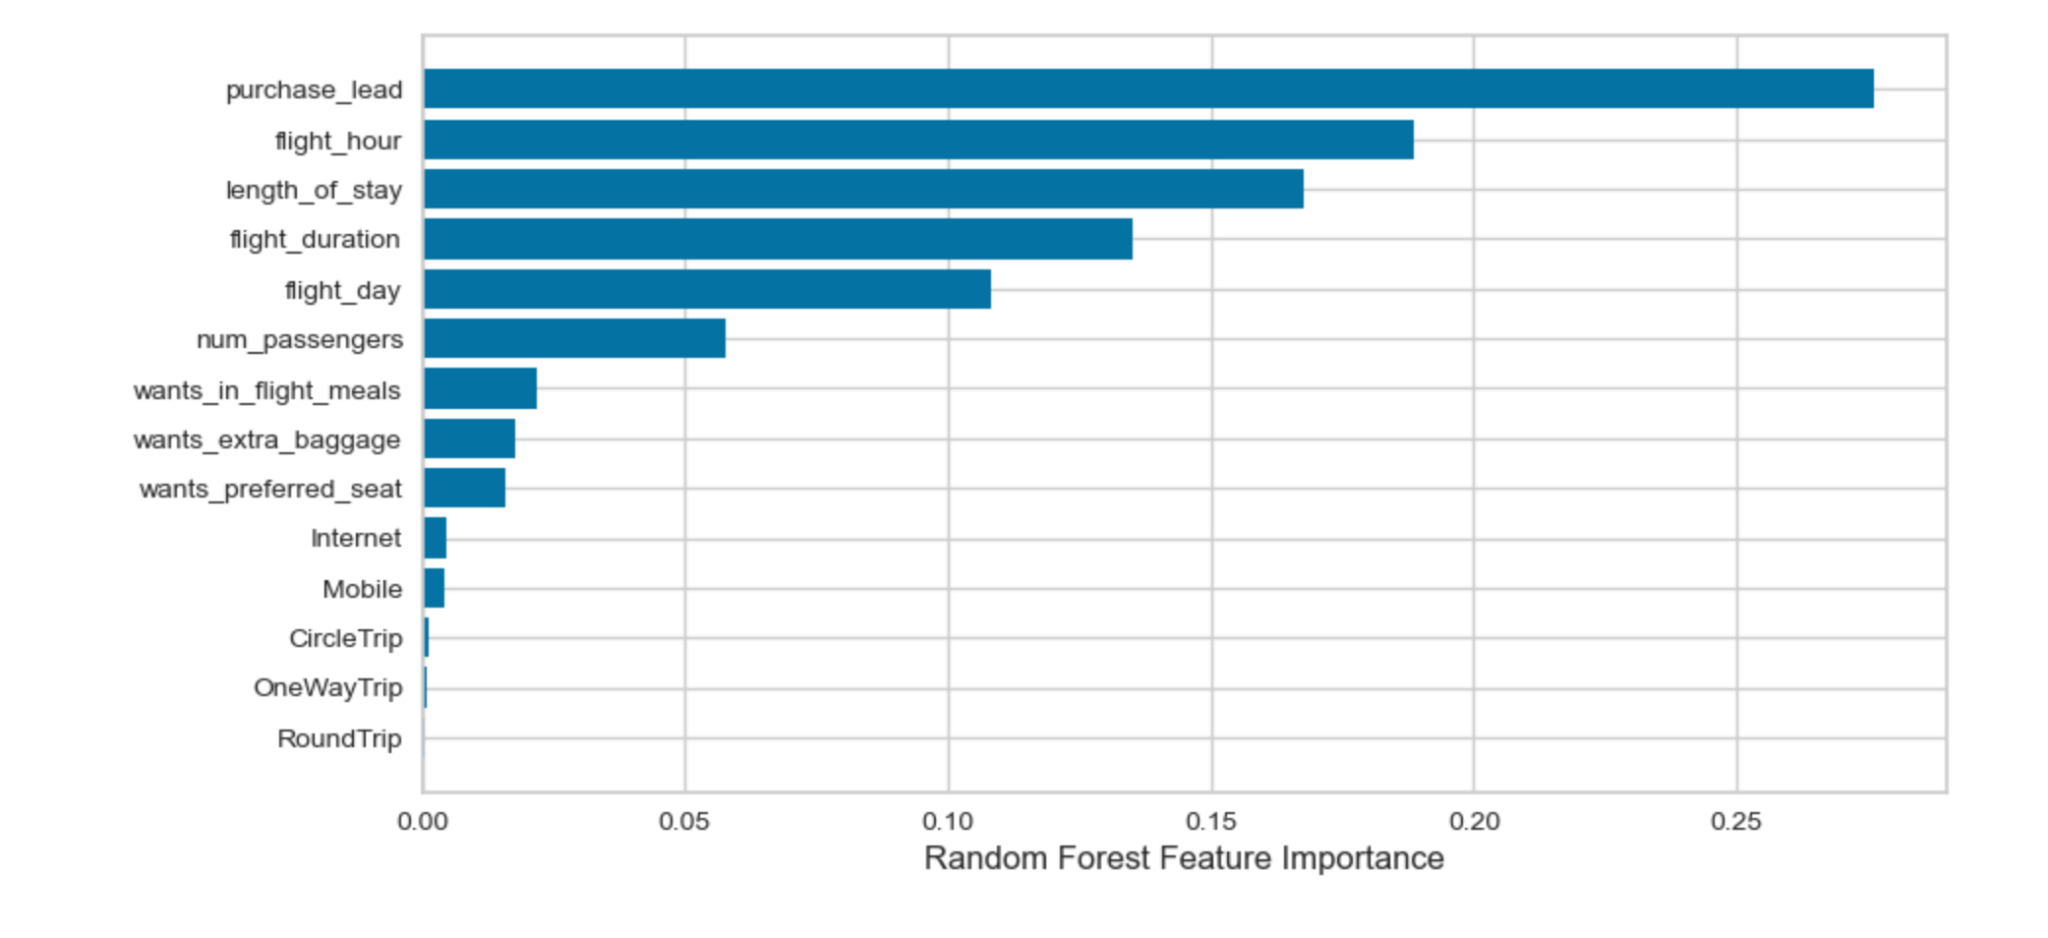 purchase_lead
flight_hour
length_of_stay
flight_duration
flight_day
num_passengers
wants_in_flight_meals
wants_extra_baggage
wants_preferred_seat
Internet
Mobile
CircleTrip
OneWayTrip
RoundTrip
0.00 0.05 0.10 0.15 0.20 0.25
Random Forest Feature Importance